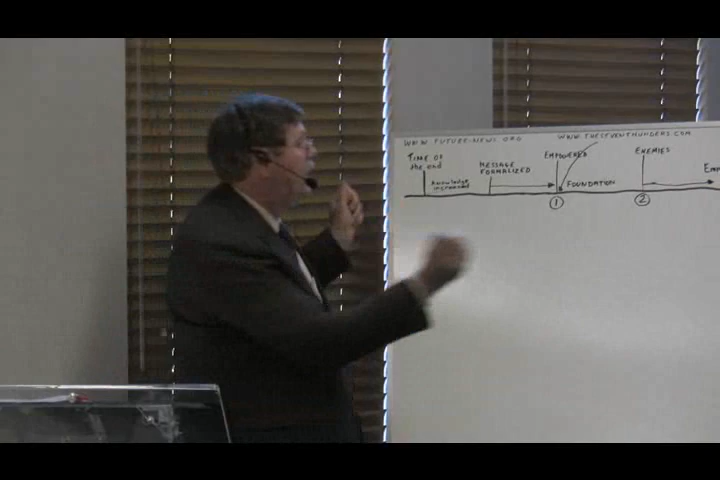 WWW. FUTURE-NEWS.ORG
WWW. THESEVENTHUNDERS.COM
TIME OF
the end
Knowledge
increased
MESSAGE
FORMALIZED
EMPOWERED
FOUNDATION
ENEMIES
EMP
1
2